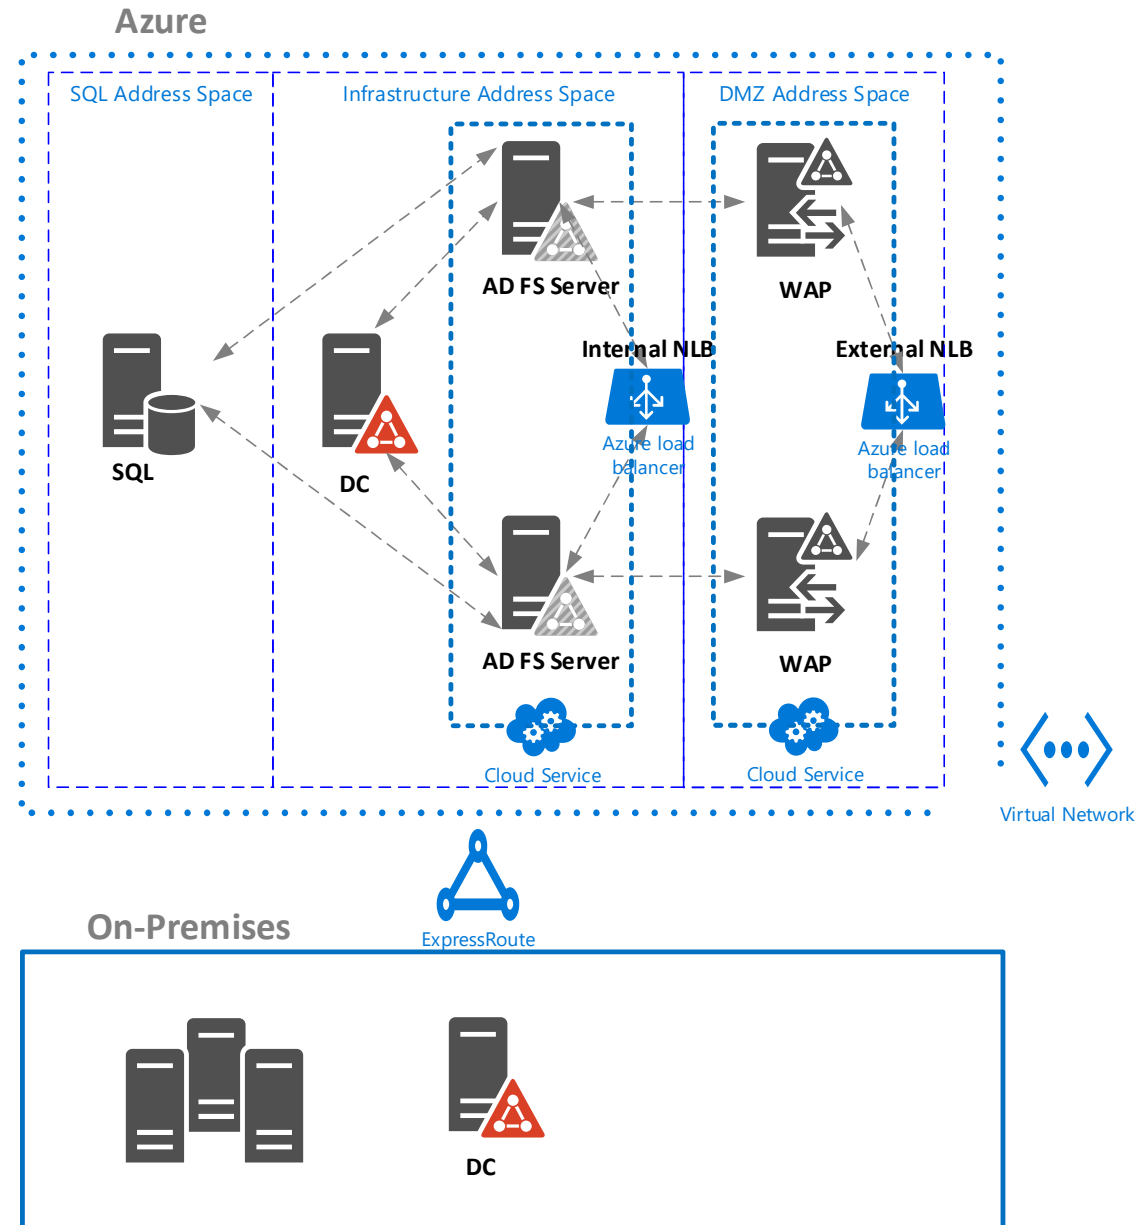 Azure
SQL Address Space
Infrastructure Address Space
DMZ Address Space
AD FS Server
WAP
Internal NLB
External NLB
Azure load
balancer
Azure load
balancer
SQL
DC
AD FS Server
WAP
Cloud Service
Cloud Service
Virtual Network
ExpressRoute
On-Premises
DC